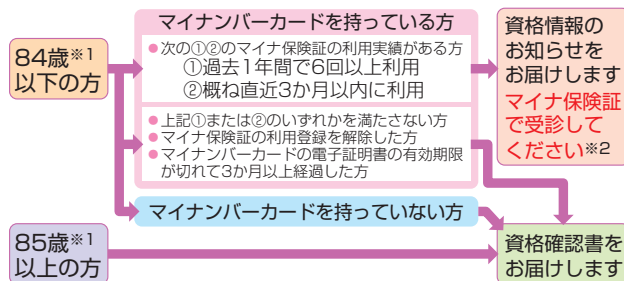 84歳※1
以下の方
マイナンバーカードを持っている方
●次の①②のマイナ保険証の利用実績がある方
①過去1年間で6回以上利用
②概ね直近3か月以内に利用
●上記①または②のいずれかを満たさない方
●マイナ保険証の利用登録を解除した方
●マイナンバーカードの電子証明書の有効期限
が切れて3か月以上経過した方
マイナンバーカードを持っていない方
資格情報の
お知らせを
お届けします
マイナ保険証
で受診して
ください※2
85歳※1
以上の方
資格確認書を
お届けします